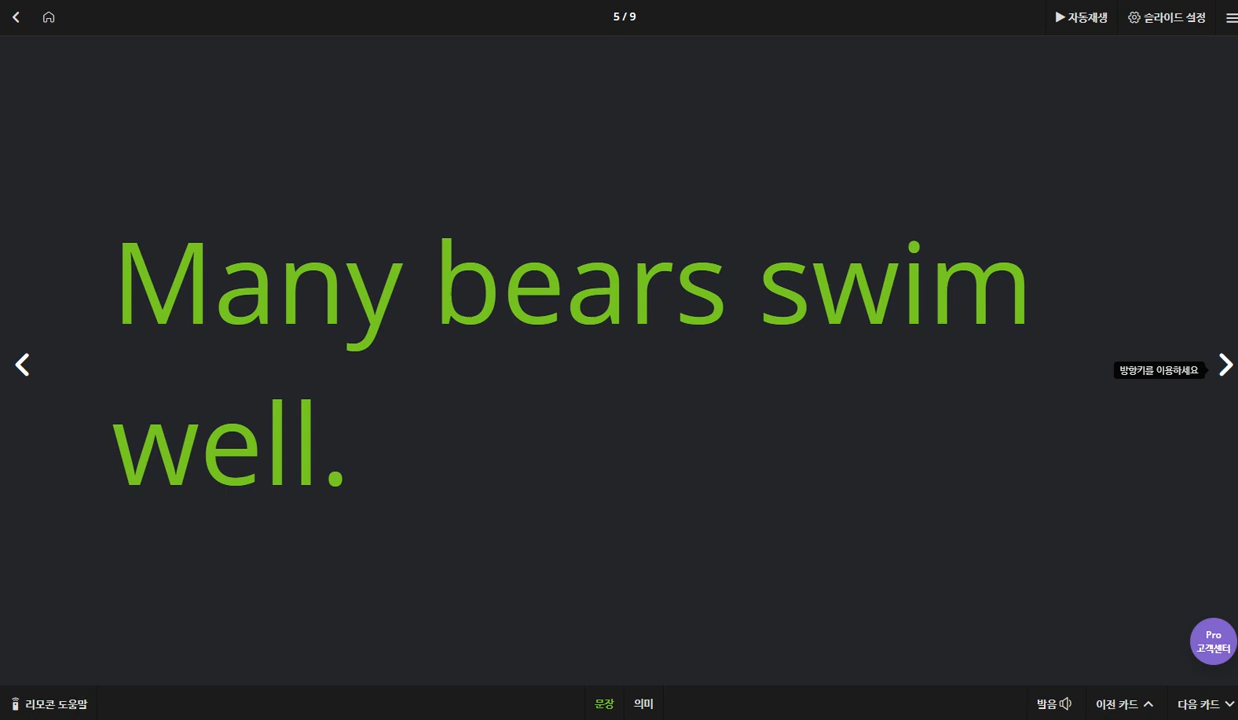 5 / 9
자동재생
슬라이드 설정
Many bears swim
well.
방향키를 이용하세요
Pro
고객센터
리모콘 도움말
문장
의미
발음
이전 카드
다음 카드